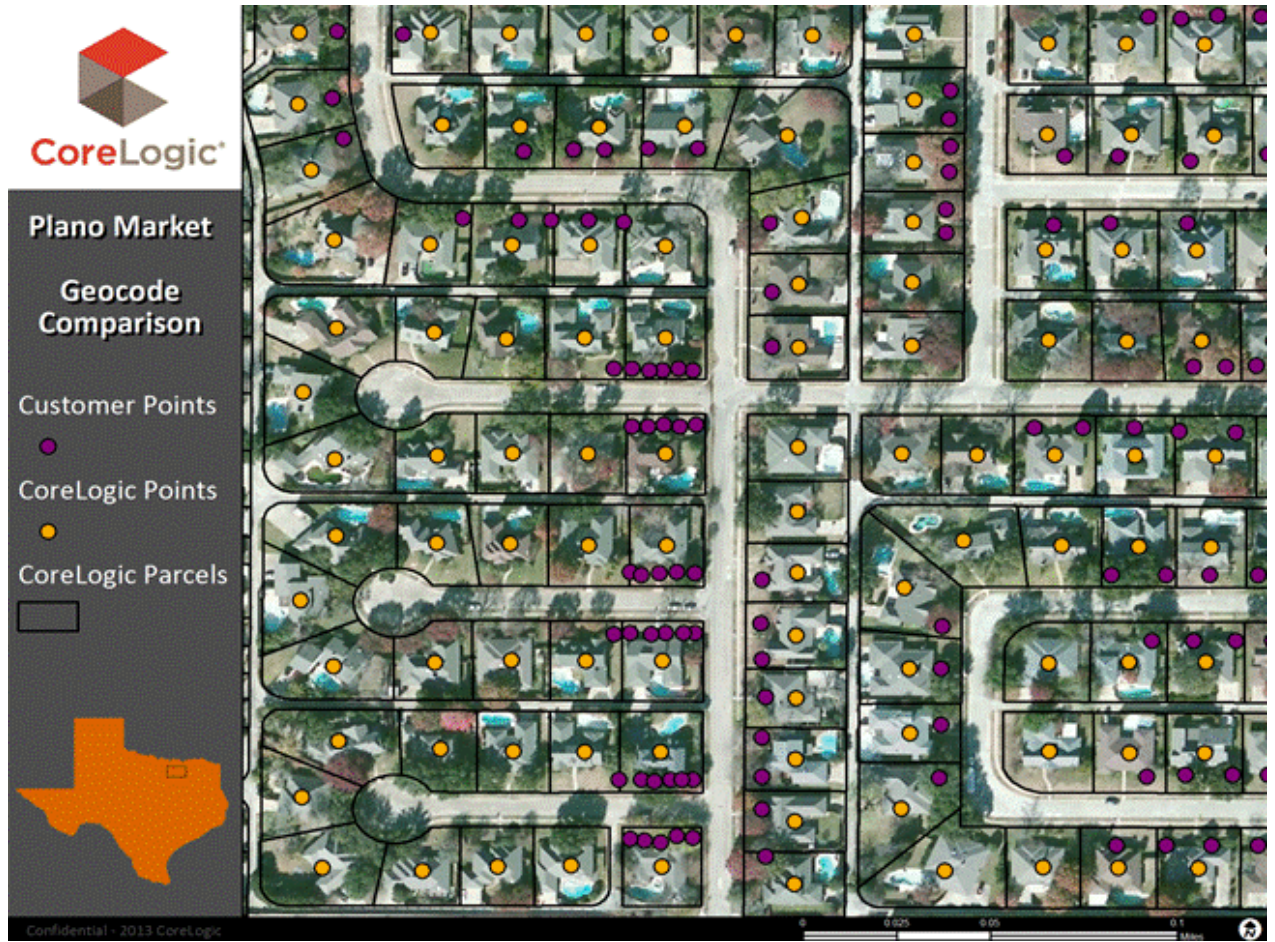 CoreLogic®
Plano Market
Geocode
Comparison
Customer Points
CoreLogic Points
CoreLogic Parcels
Confidential - 2013 CoreLogic
0 0.025 0.05 0.1
Miles
N